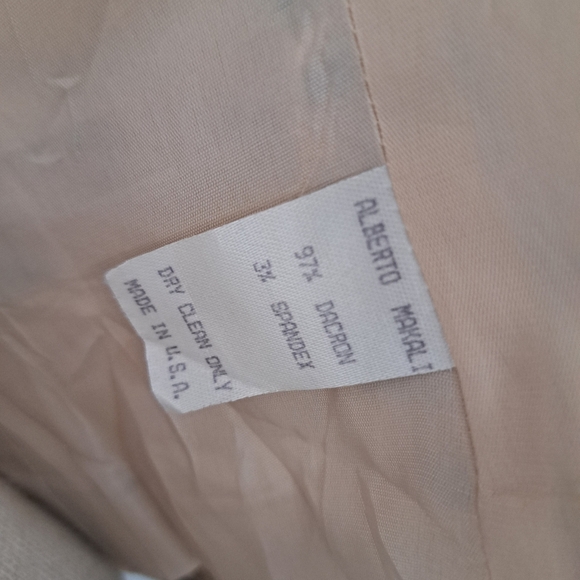 ALBERTO MAKALI
97% DACRON
3% SPANDEX
DRY CLEAN ONLY
MADE IN U.S.A.